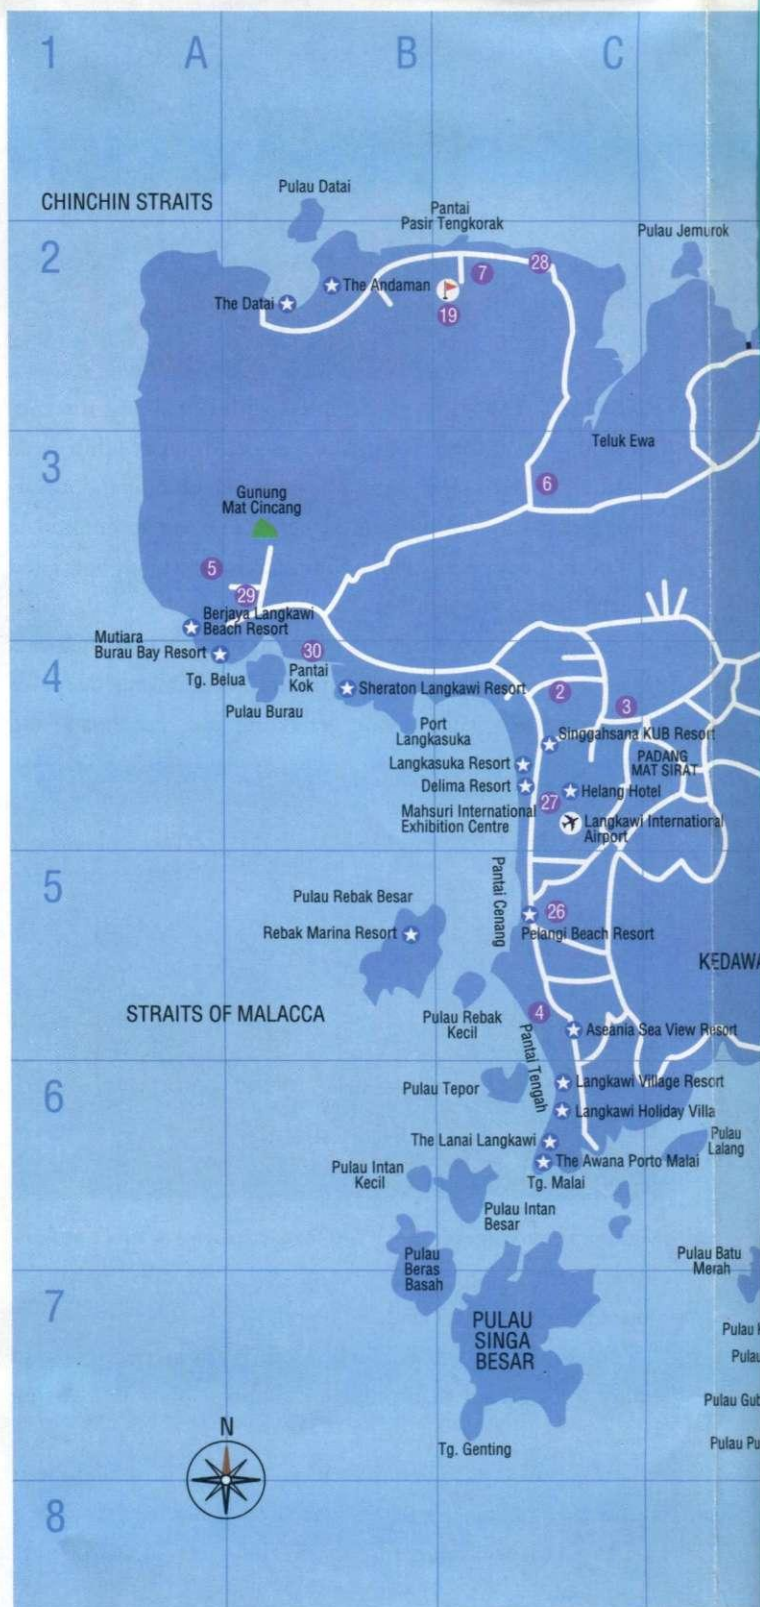 1 A B C
Pulau Datai
CHINCHIN STRAITS
Pantai
Pasir Tengkorak
Pulau Jemurok
2
28
7
The Andaman
The Datai
19
Teluk Ewa
3
6
Gunung
Mat Cincang
5
29
Berjaya Langkawi
Beach Resort
Mutiara
Burau Bay Resort
30
4
Tg. Belua
Pantai
Kok
Sheraton Langkawi Resort
2
3
Pulau Burau
Port
Langkasuka
Singgahsana KUB Resort
Langkasuka Resort
PADANG
MAT SIRAT
Delima Resort
Helang Hotel
27
Mahsuri International
Exhibition Centre
Langkawi International
Airport
5
Pantai Cenang
Pulau Rebak Besar
26
Rebak Marina Resort
Pelangi Beach Resort
KEDAWA
STRAITS OF MALACCA
Pulau Rebak
Kecil
4
Aseania Sea View Resort
Pantai Tengah
6
Pulau Tepor
Langkawi Village Resort
Langkawi Holiday Villa
The Lanai Langkawi
Pulau
Lalang
The Awana Porto Malai
Pulau Intan
Kecil
Tg. Malai
Pulau Intan
Besar
Pulau
Beras
Basah
Pulau Batu
Merah
7
PULAU
SINGA
BESAR
Pulau
Pulau
Pulau Gub
Pulau Pu
Tg. Genting
N
8